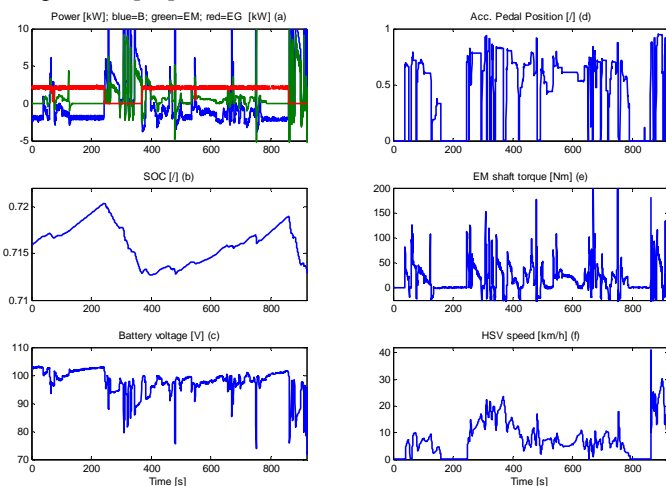 Power [kW]; blue=B; green=EM; red=EG [kW] (a)
10
5
0
-5
0 200 400 600 800
Acc. Pedal Position [/] (d)
1
0.5
0
0 200 400 600 800
SOC [/] (b)
0.72
0.715
0.71
0 200 400 600 800
EM shaft torque [Nm] (e)
200
150
100
50
0
0 200 400 600 800
Battery voltage [V] (c)
110
100
90
80
70
0 200 400 600 800
Time [s]
HSV speed [km/h] (f)
40
30
20
10
0
0 200 400 600 800
Time [s]